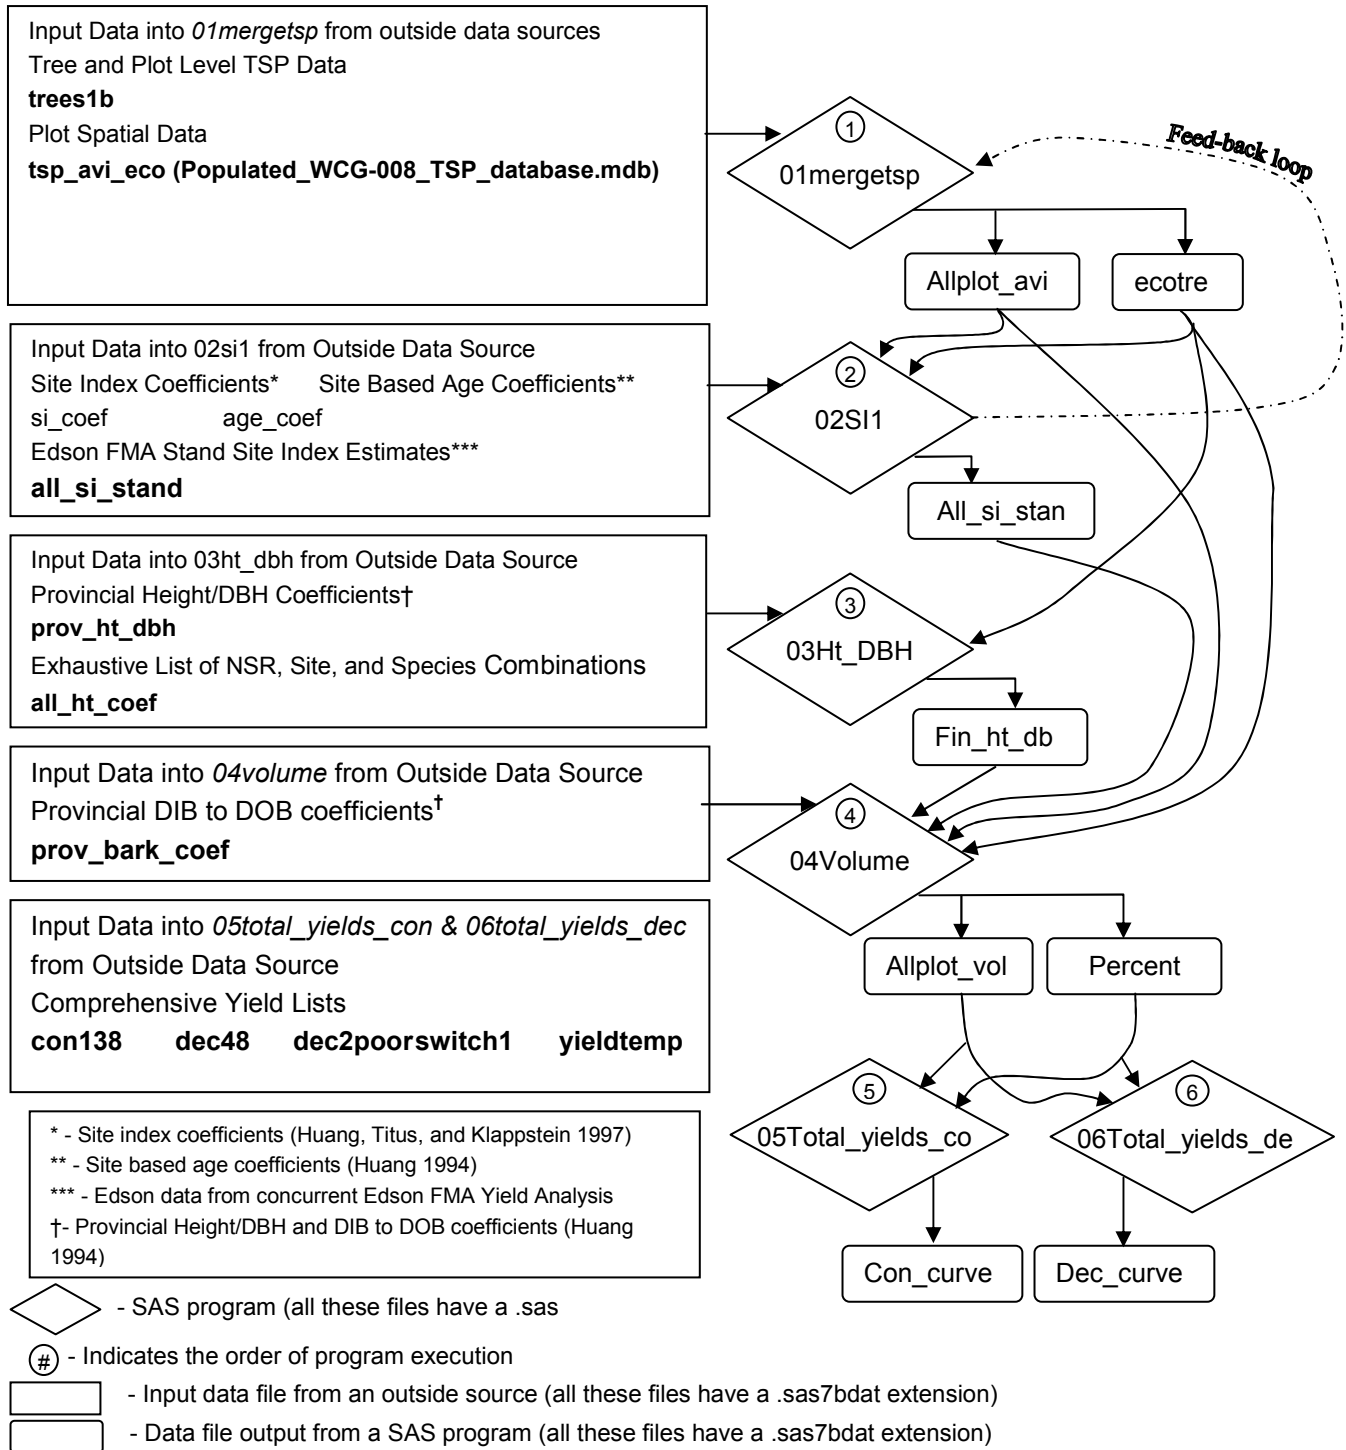 Input Data into 01mergetsp from outside data sources
Tree and Plot Level TSP Data
trees1b
Plot Spatial Data
tsp_avi_eco (Populated_WCG-008_TSP_database.mdb)
1
01mergetsp
Feed-back loop
Allplot_avi
ecotre
Input Data into 02si1 from Outside Data Source
Site Index Coefficients* Site Based Age Coefficients**
si_coef age_coef
Edson FMA Stand Site Index Estimates***
all_si_stand
2
02SI1
All_si_stan
Input Data into 03ht_dbh from Outside Data Source
Provincial Height/DBH Coefficients†
prov_ht_dbh
Exhaustive List of NSR, Site, and Species Combinations
all_ht_coef
3
03Ht_DBH
Fin_ht_db
Input Data into 04volume from Outside Data Source
Provincial DIB to DOB coefficients†
prov_bark_coef
4
04Volume
Allplot_vol
Percent
Input Data into 05total_yields_con & 06total_yields_dec
from Outside Data Source
Comprehensive Yield Lists
con138 dec48 dec2poorswitch1 yieldtemp
5
05Total_yields_co
6
06Total_yields_de
Con_curve
Dec_curve
* - Site index coefficients (Huang, Titus, and Klappstein 1997)
** - Site based age coefficients (Huang 1994)
*** - Edson data from concurrent Edson FMA Yield Analysis
†- Provincial Height/DBH and DIB to DOB coefficients (Huang
1994)
- SAS program (all these files have a .sas
# - Indicates the order of program execution
- Input data file from an outside source (all these files have a .sas7bdat extension)
- Data file output from a SAS program (all these files have a .sas7bdat extension)